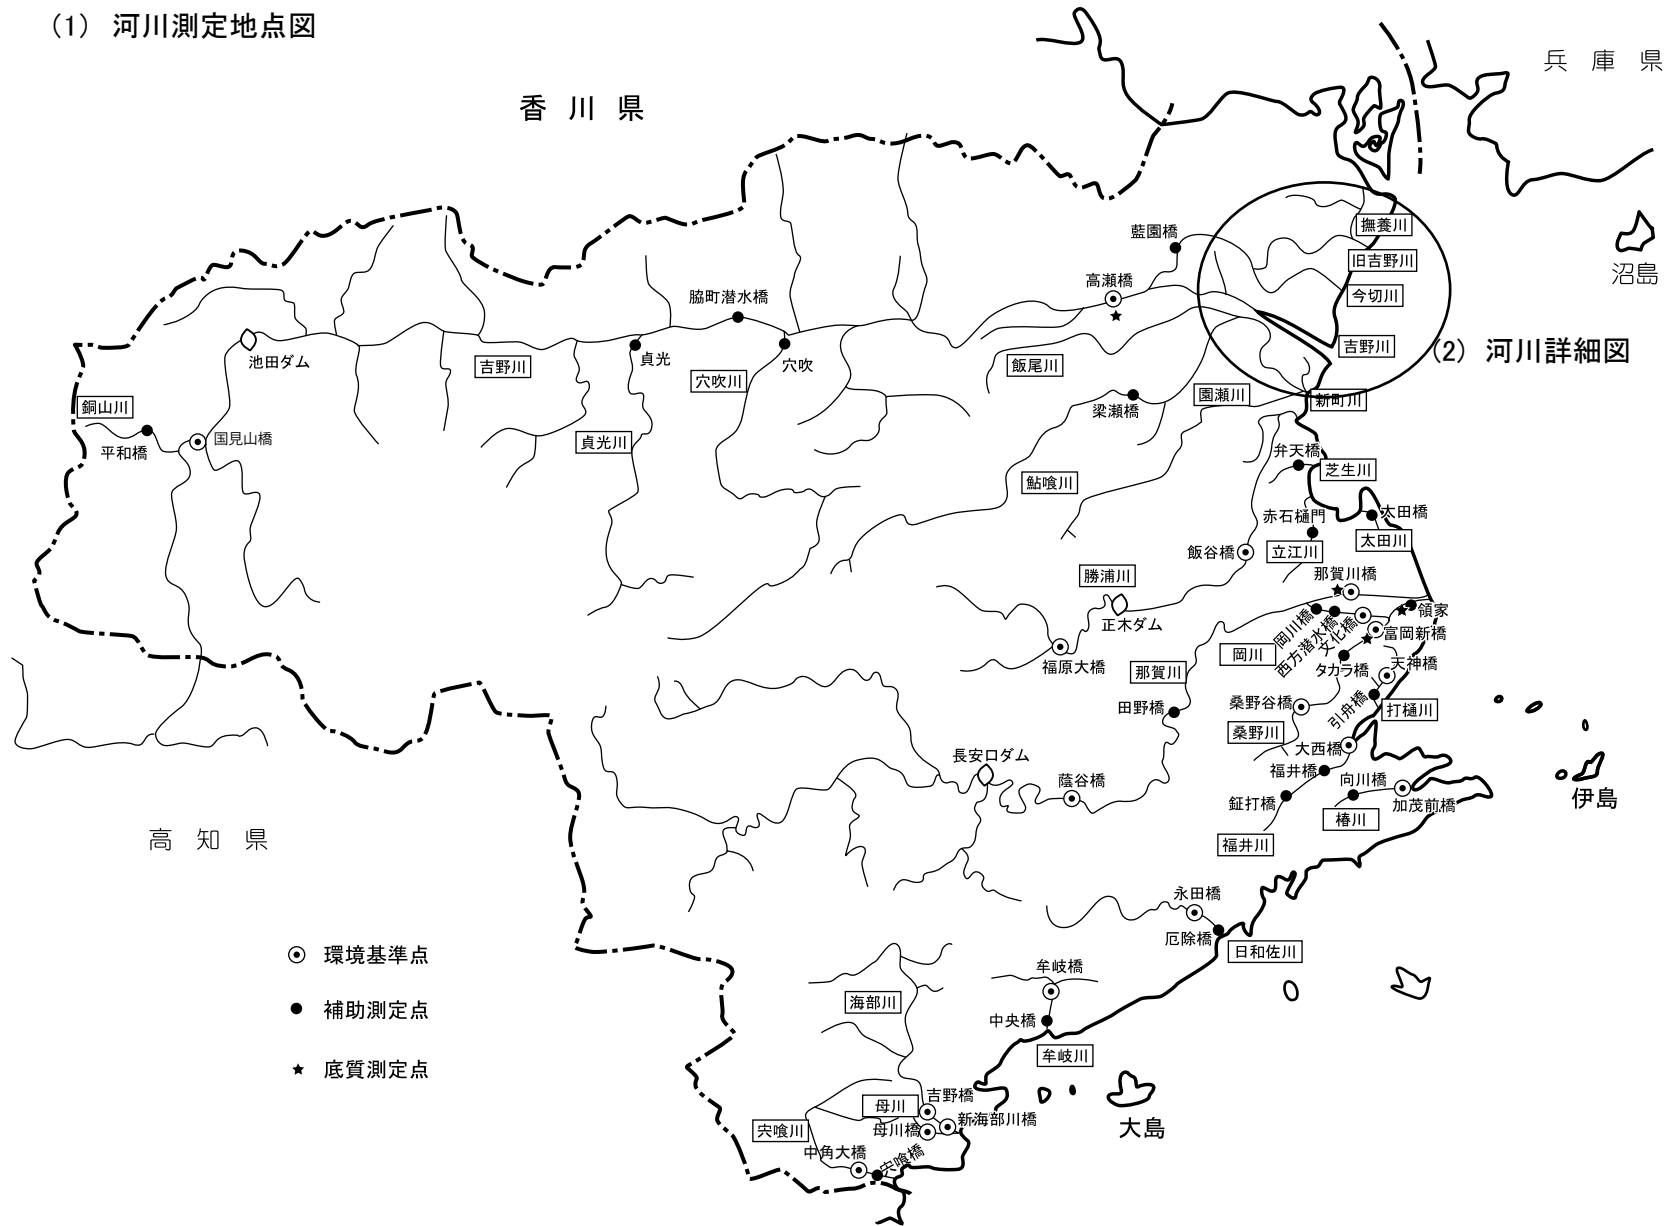 (1) 河川測定地点図
兵庫県
香川県
撫養川
藍園橋
旧吉野川
沼島
高瀬橋
今切川
脇町潜水橋
吉野川
(2) 河川詳細図
池田ダム
吉野川
貞光
穴吹
飯尾川
穴吹川
園瀬川
新町川
銅山川
梁瀬橋
国見山橋
平和橋
貞光川
弁天橋
芝生川
鮎喰川
太田橋
赤石樋門
太田川
飯谷橋
立江川
勝浦川
那賀川橋
領家
正木ダム
岡川橋
西方潜水橋
文化橋
富岡新橋
岡川
福原大橋
那賀川
タカラ橋
天神橋
田野橋
桑野谷橋
引舟橋
打樋川
桑野川
大西橋
長安口ダム
福井橋
蔭谷橋
向川橋
鉦打橋
加茂前橋
伊島
椿川
高知県
福井川
永田橋
厄除橋
日和佐川
環境基準点
牟岐橋
海部川
補助測定点
中央橋
牟岐川
底質測定点
吉野橋
母川
新海部川橋
大島
宍喰川
母川橋
中角大橋
宍喰橋